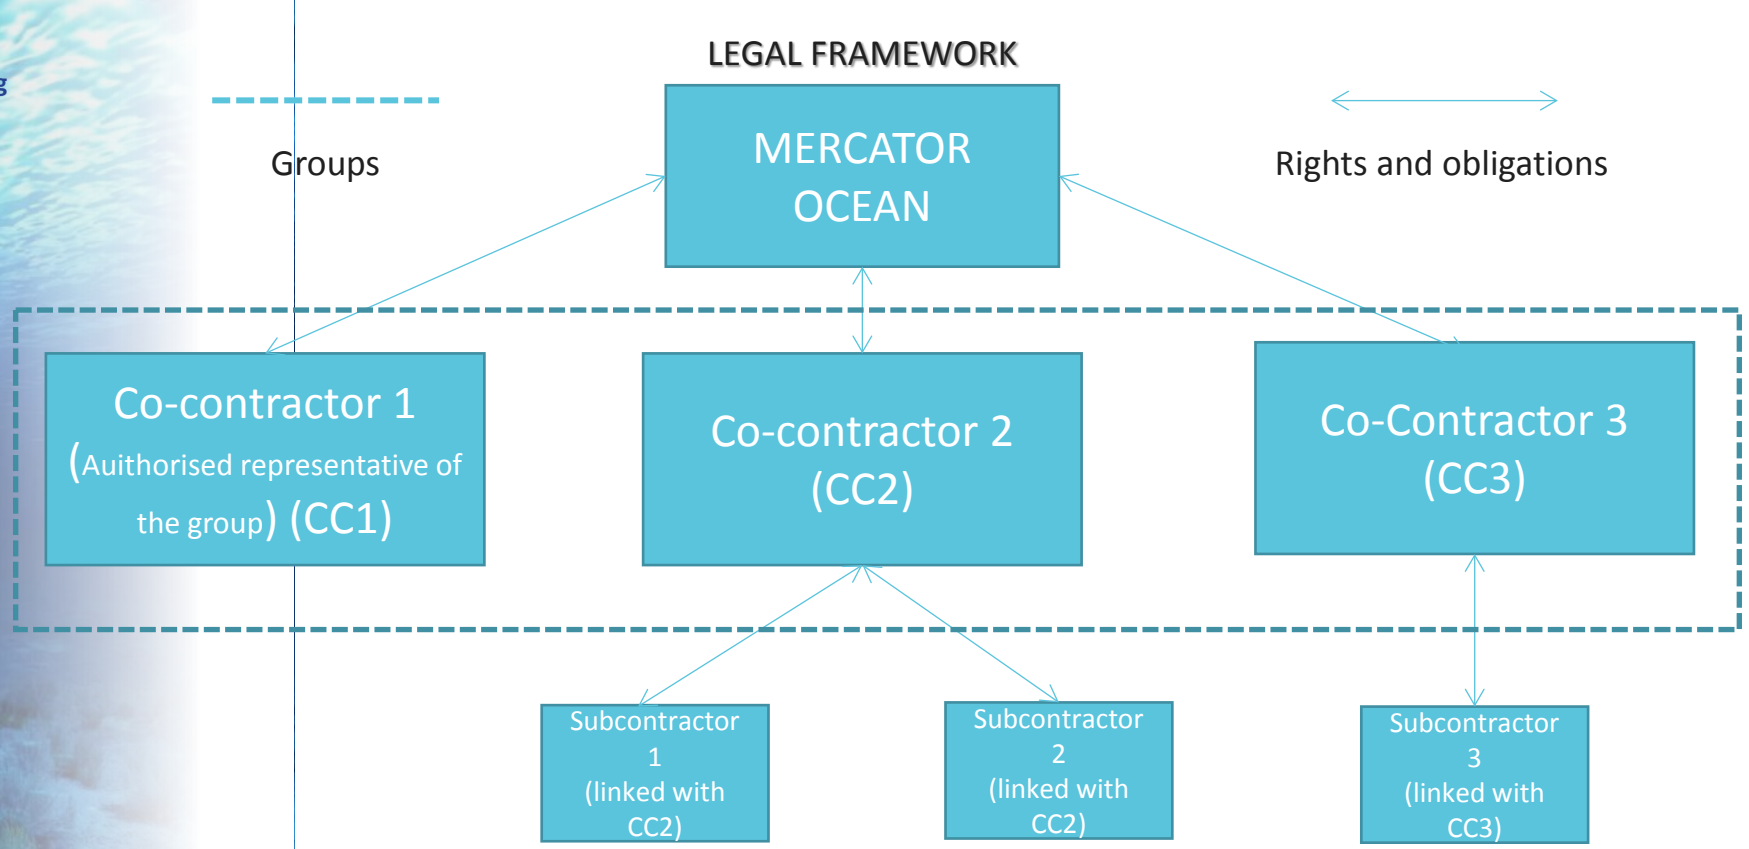 LEGAL FRAMEWORK
g
Groups
MERCATOR
OCEAN
Rights and obligations
Co-contractor 1
(Auithorised representative of
the group) (CC1)
Co-contractor 2
(CC2)
Co-Contractor 3
(CC3)
Subcontractor
1
(linked with
CC2)
Subcontractor
2
(linked with
CC2)
Subcontractor
3
(linked with
CC3)